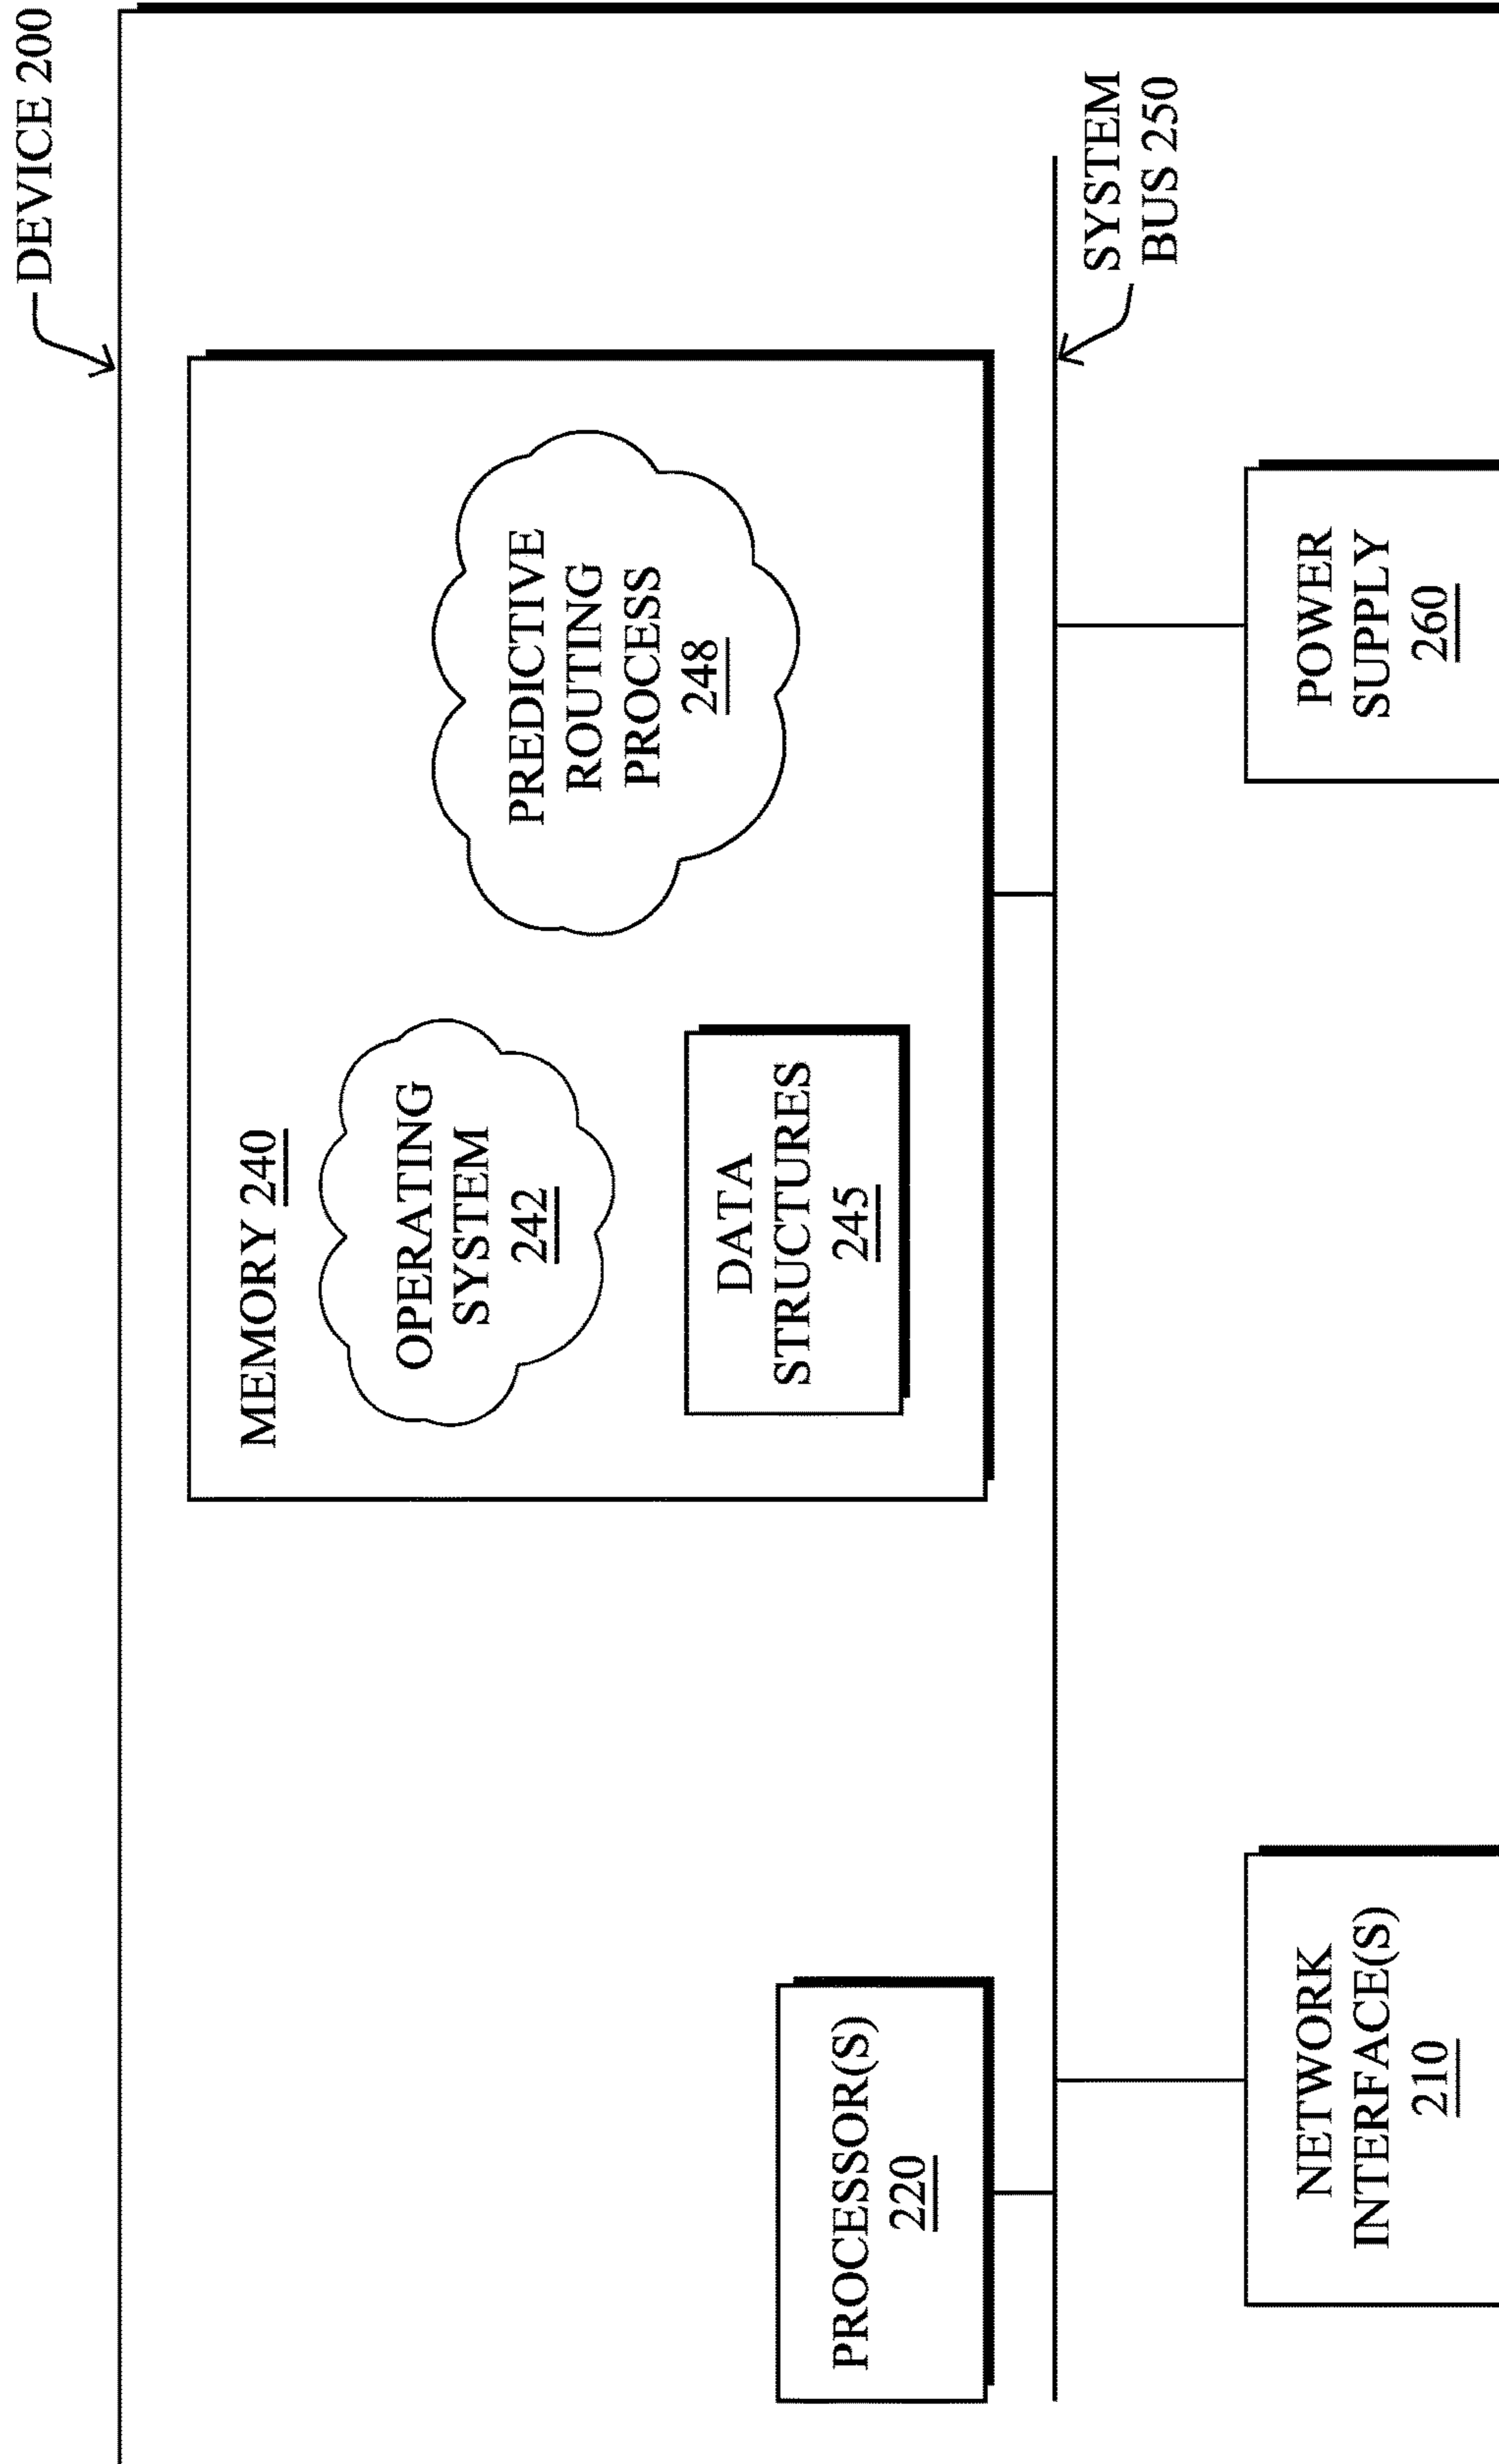 DEVICE 200
MEMORY 240
OPERATING
SYSTEM
242
PREDICTIVE
ROUTING
PROCESS
248
DATA
STRUCTURES
245
PROCESSOR(S)
220
SYSTEM
BUS 250
NETWORK
INTERFACE(S)
210
POWER
SUPPLY
260